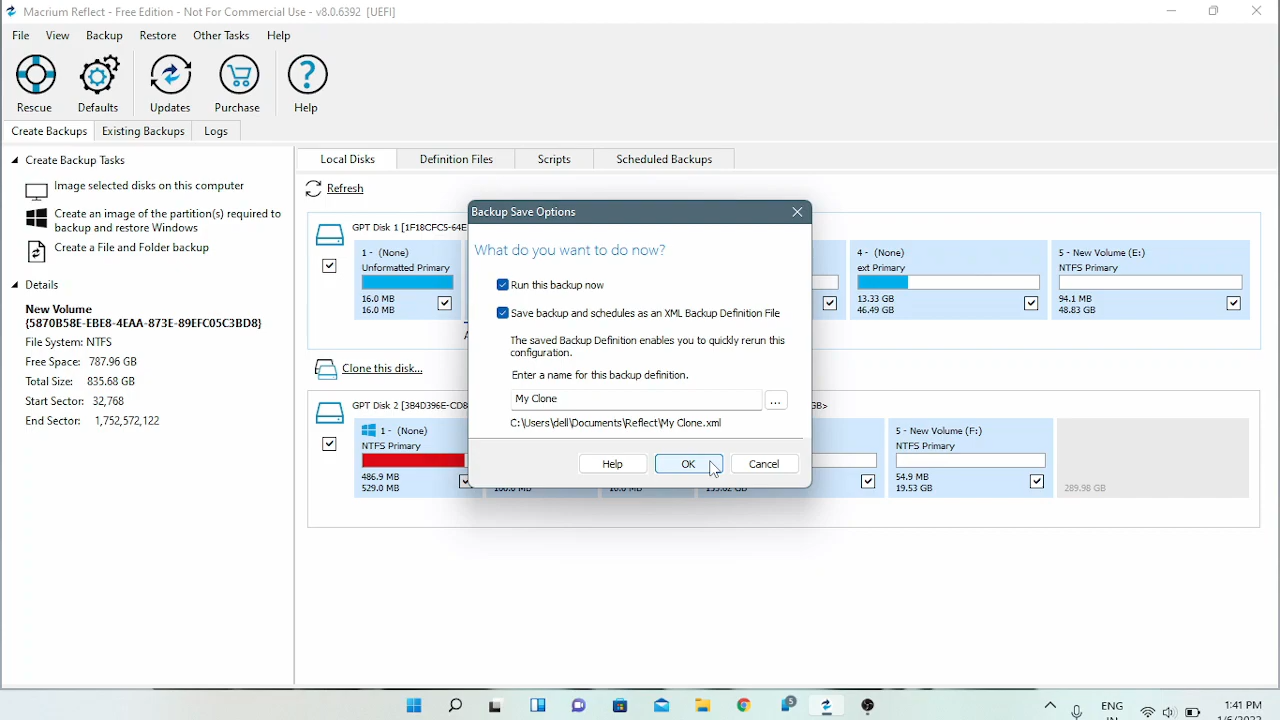 Macrium Reflect - Free Edition - Not For Commercial Use - v8.0.6392 [UEFI]
File View Backup Restore Other Tasks Help
Rescue Defaults Updates Purchase Help
Create Backups Existing Backups Logs
Create Backup Tasks
Image selected disks on this computer
Create an image of the partition(s) required to
backup and restore Windows
Create a File and Folder backup
Details
New Volume
{5870B58E-EBE8-4EAA-873E-89EFC05C3BD8}
File System: NTFS
Free Space: 787.96 GB
Total Size: 835.68 GB
Start Sector: 32,768
End Sector: 1,752,572,122
Local Disks Definition Files Scripts Scheduled Backups
Refresh
GPT Disk 1 [1F18CFC5-64E
1 - (None)
Unformatted Primary
16.0 MB
16.0 MB
4 - (None)
ext Primary
13.33 GB
46.49 GB
5 - New Volume (E:)
NTFS Primary
94.1 MB
48.83 GB
Clone this disk...
GPT Disk 2 [3B4D396E-CD8
GB>
1 - (None)
NTFS Primary
486.9 MB
529.0 MB
5 - New Volume (F:)
NTFS Primary
54.9 MB
19.53 GB
289.98 GB
Backup Save Options
What do you want to do now?
Run this backup now
Save backup and schedules as an XML Backup Definition File
The saved Backup Definition enables you to quickly rerun this
configuration.
Enter a name for this backup definition.
My Clone
...
C:\Users\dell\Documents\Reflect\My Clone.xml
Help OK Cancel
5
ENG
IN
1:41 PM